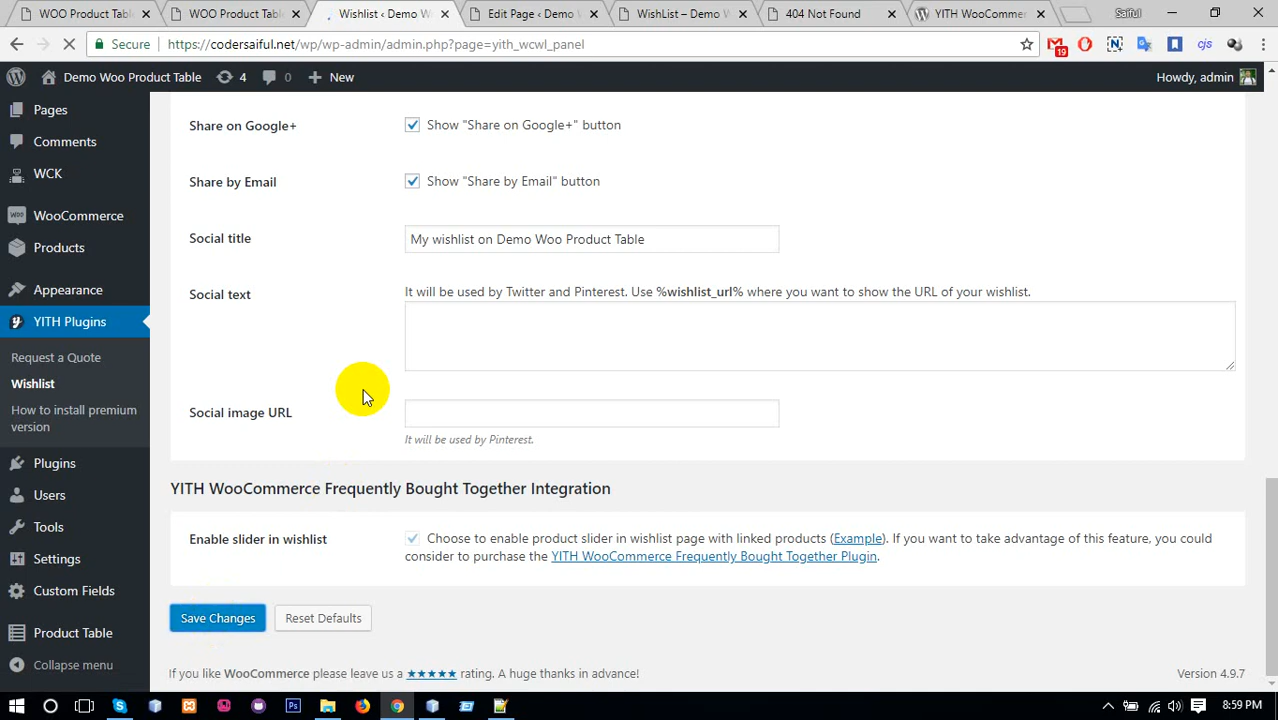 WOO Product Table
WOO Product Table
Wishlist ‹ Demo W
Edit Page ‹ Demo W
WishList – Demo W
404 Not Found
YITH WooCommerc
Saiful
Secure
https://codersaiful.net/wp/wp-admin/admin.php?page=yith_wcwl_panel
19
cjs
Demo Woo Product Table
4
0
New
Howdy, admin
Pages
Comments
WCK
WooCommerce
Products
Appearance
YITH Plugins
Request a Quote
Wishlist
How to install premium
version
Plugins
Users
Tools
Settings
Custom Fields
Product Table
Collapse menu
Share on Google+
Show "Share on Google+" button
Share by Email
Show "Share by Email" button
Social title
My wishlist on Demo Woo Product Table
Social text
It will be used by Twitter and Pinterest. Use %wishlist_url% where you want to show the URL of your wishlist.
Social image URL
It will be used by Pinterest.
YITH WooCommerce Frequently Bought Together Integration
Enable slider in wishlist
Choose to enable product slider in wishlist page with linked products (Example). If you want to take advantage of this feature, you could
consider to purchase the YITH WooCommerce Frequently Bought Together Plugin.
Save Changes
Reset Defaults
If you like WooCommerce please leave us a ★★★★★ rating. A huge thanks in advance!
Version 4.9.7
8:59 PM